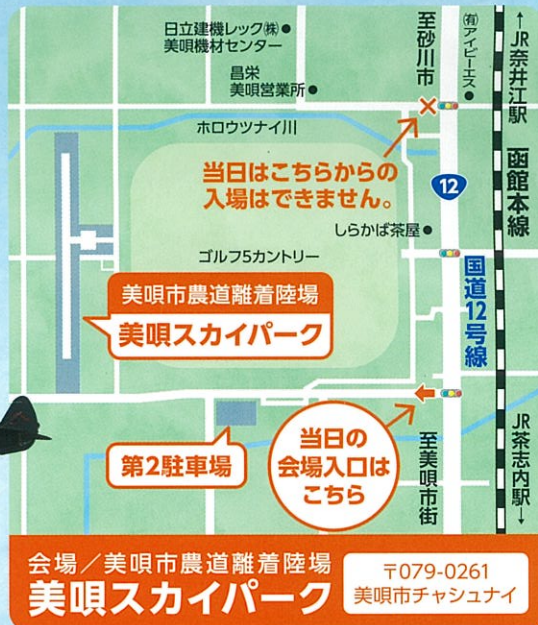 日立建機レック㈱
美唄機材センター
昌栄
美唄営業所
至砂川市
㈲アイビーエス
↑JR奈井江駅
函館本線
ホロウツナイ川
当日はこちらからの
入場はできません。
12
しらかば茶屋
ゴルフ5カントリー
国道12号線
美唄市農道離着陸場
美唄スカイパーク
第2駐車場
当日の
会場入口は
こちら
至美唄市街
JR茶志内駅↓
会場／美唄市農道離着陸場
美唄スカイパーク
〒079-0261
美唄市チャシュナイ